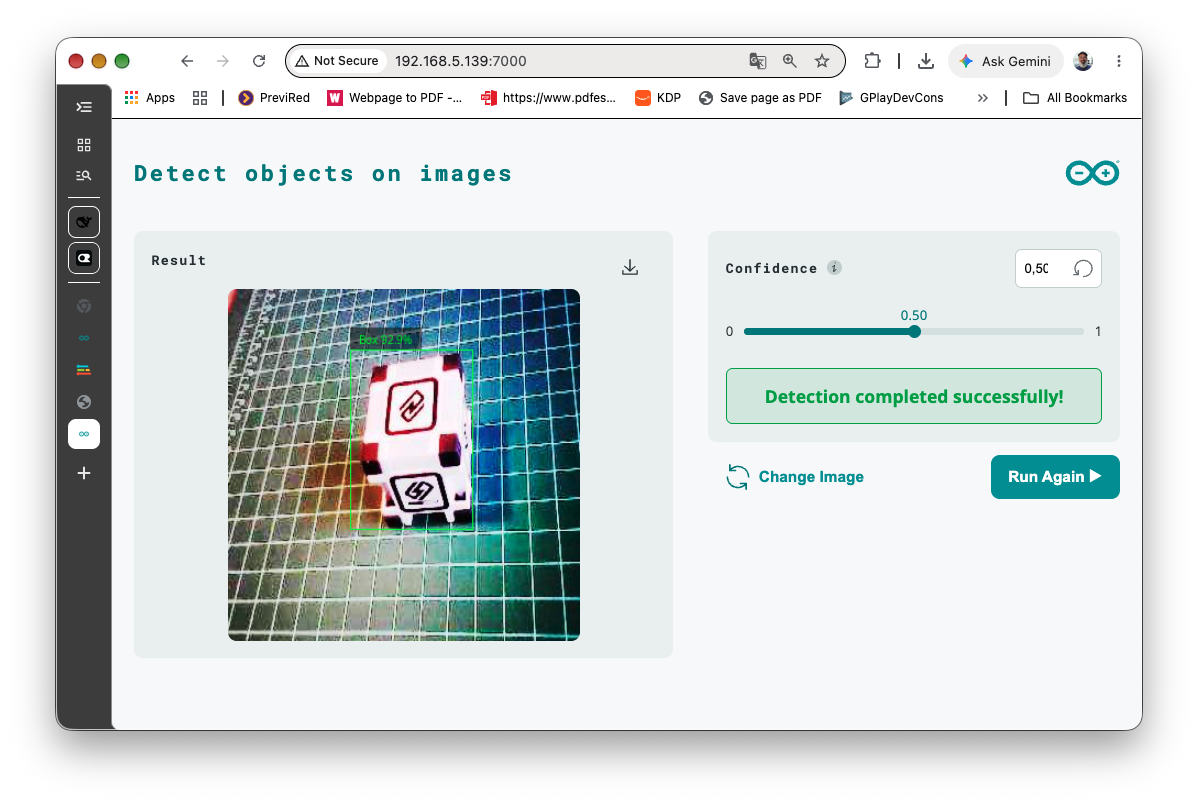 Not Secure 192.168.5.139:7000 Ask Gemini
Apps PreviRed Webpage to PDF -... https://www.pdfes... KDP Save page as PDF GPlayDevCons All Bookmarks
Detect objects on images
Result
Box 92.9%
Confidence i 0,50
0.50
0 1
Detection completed successfully!
Change Image Run Again